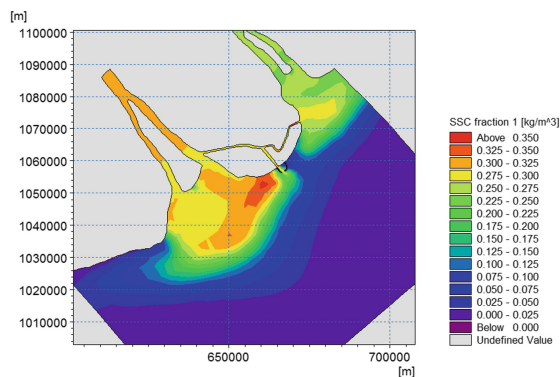 [m]
1100000
1090000
1080000
1070000
1060000
1050000
1040000
1030000
1020000
1010000
650000
700000
[m]
SSC fraction 1 [kg/m^3]
Above 0.350
0.325 - 0.350
0.300 - 0.325
0.275 - 0.300
0.250 - 0.275
0.225 - 0.250
0.200 - 0.225
0.175 - 0.200
0.150 - 0.175
0.125 - 0.150
0.100 - 0.125
0.075 - 0.100
0.050 - 0.075
0.025 - 0.050
0.000 - 0.025
Below 0.000
Undefined Value